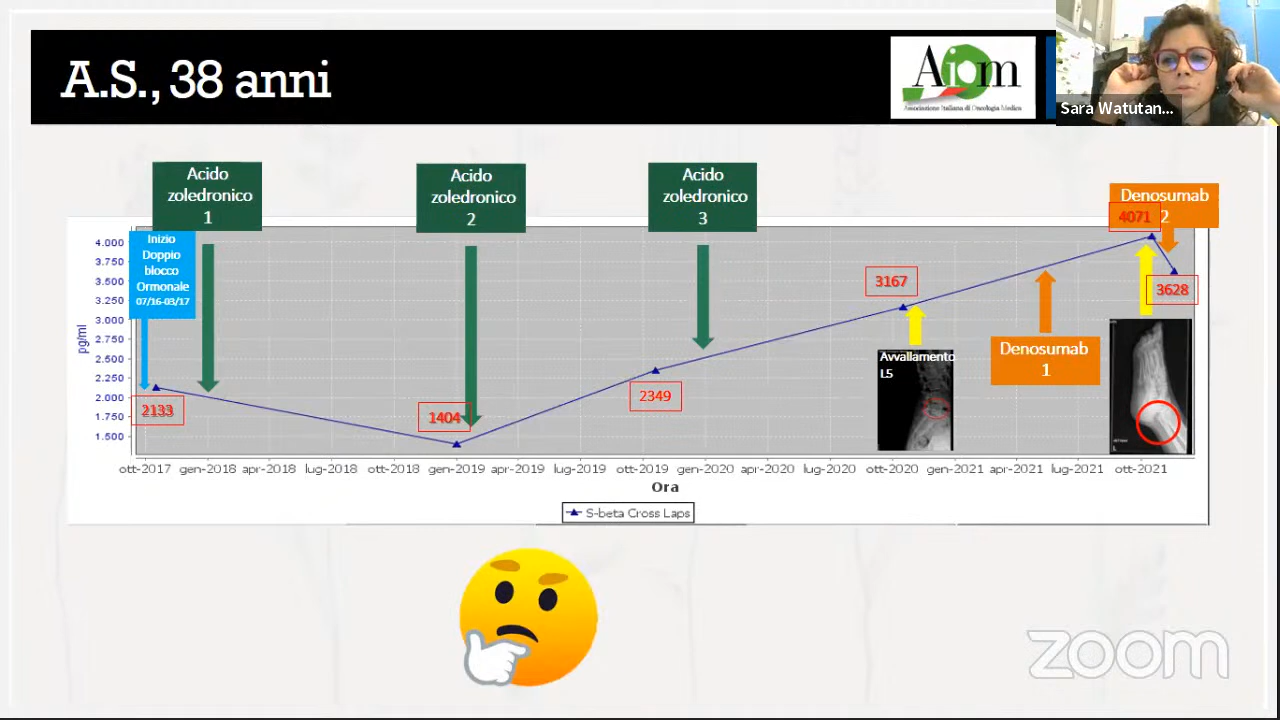 A.S., 38 anni
Aiom
Associazione Italiana di Oncologia Medica
Sara Watutan...
Acido
zoledronico
1
Acido
zoledronico
2
Acido
zoledronico
3
Denosumab
2
4071
Inizio
Doppio
blocco
Ormonale
07/16-03/17
4.000
3.750
3.500
3.250
3.000
2.750
2.500
2.250
2.000
1.750
1.500
pg/ml
2133
1404
2349
3167
3628
Avvallamento
L5
Denosumab
1
L
ott-2017 gen-2018 apr-2018 lug-2018 ott-2018 gen-2019 apr-2019 lug-2019 ott-2019 gen-2020 apr-2020 lug-2020 ott-2020 gen-2021 apr-2021 lug-2021 ott-2021
Ora
S-beta Cross Laps
zoom